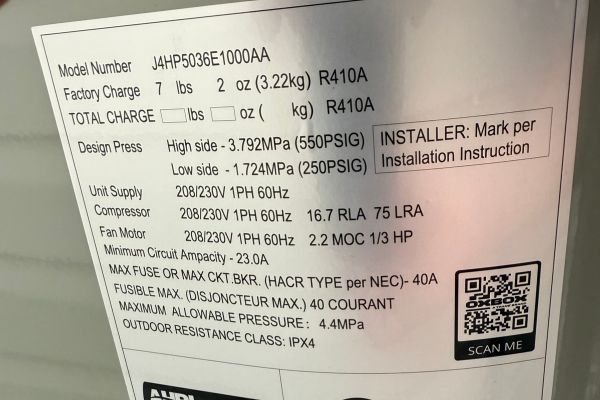 Model Number J4HP5036E1000AA
Factory Charge 7 lbs 2 oz (3.22kg) R410A
TOTAL CHARGE lbs oz ( kg) R410A
Design Press High side - 3.792MPa (550PSIG)
Low side - 1.724MPa (250PSIG)
INSTALLER: Mark per
Installation Instruction
Unit Supply 208/230V 1PH 60Hz
Compressor 208/230V 1PH 60Hz 16.7 RLA 75 LRA
Fan Motor 208/230V 1PH 60Hz 2.2 MOC 1/3 HP
Minimum Circuit Ampacity - 23.0A
MAX FUSE OR MAX CKT.BKR. (HACR TYPE per NEC)- 40A
FUSIBLE MAX. (DISJONCTEUR MAX.) 40 COURANT
MAXIMUM ALLOWABLE PRESSURE: 4.4MPa
OUTDOOR RESISTANCE CLASS: IPX4
OXBOX
SCAN ME